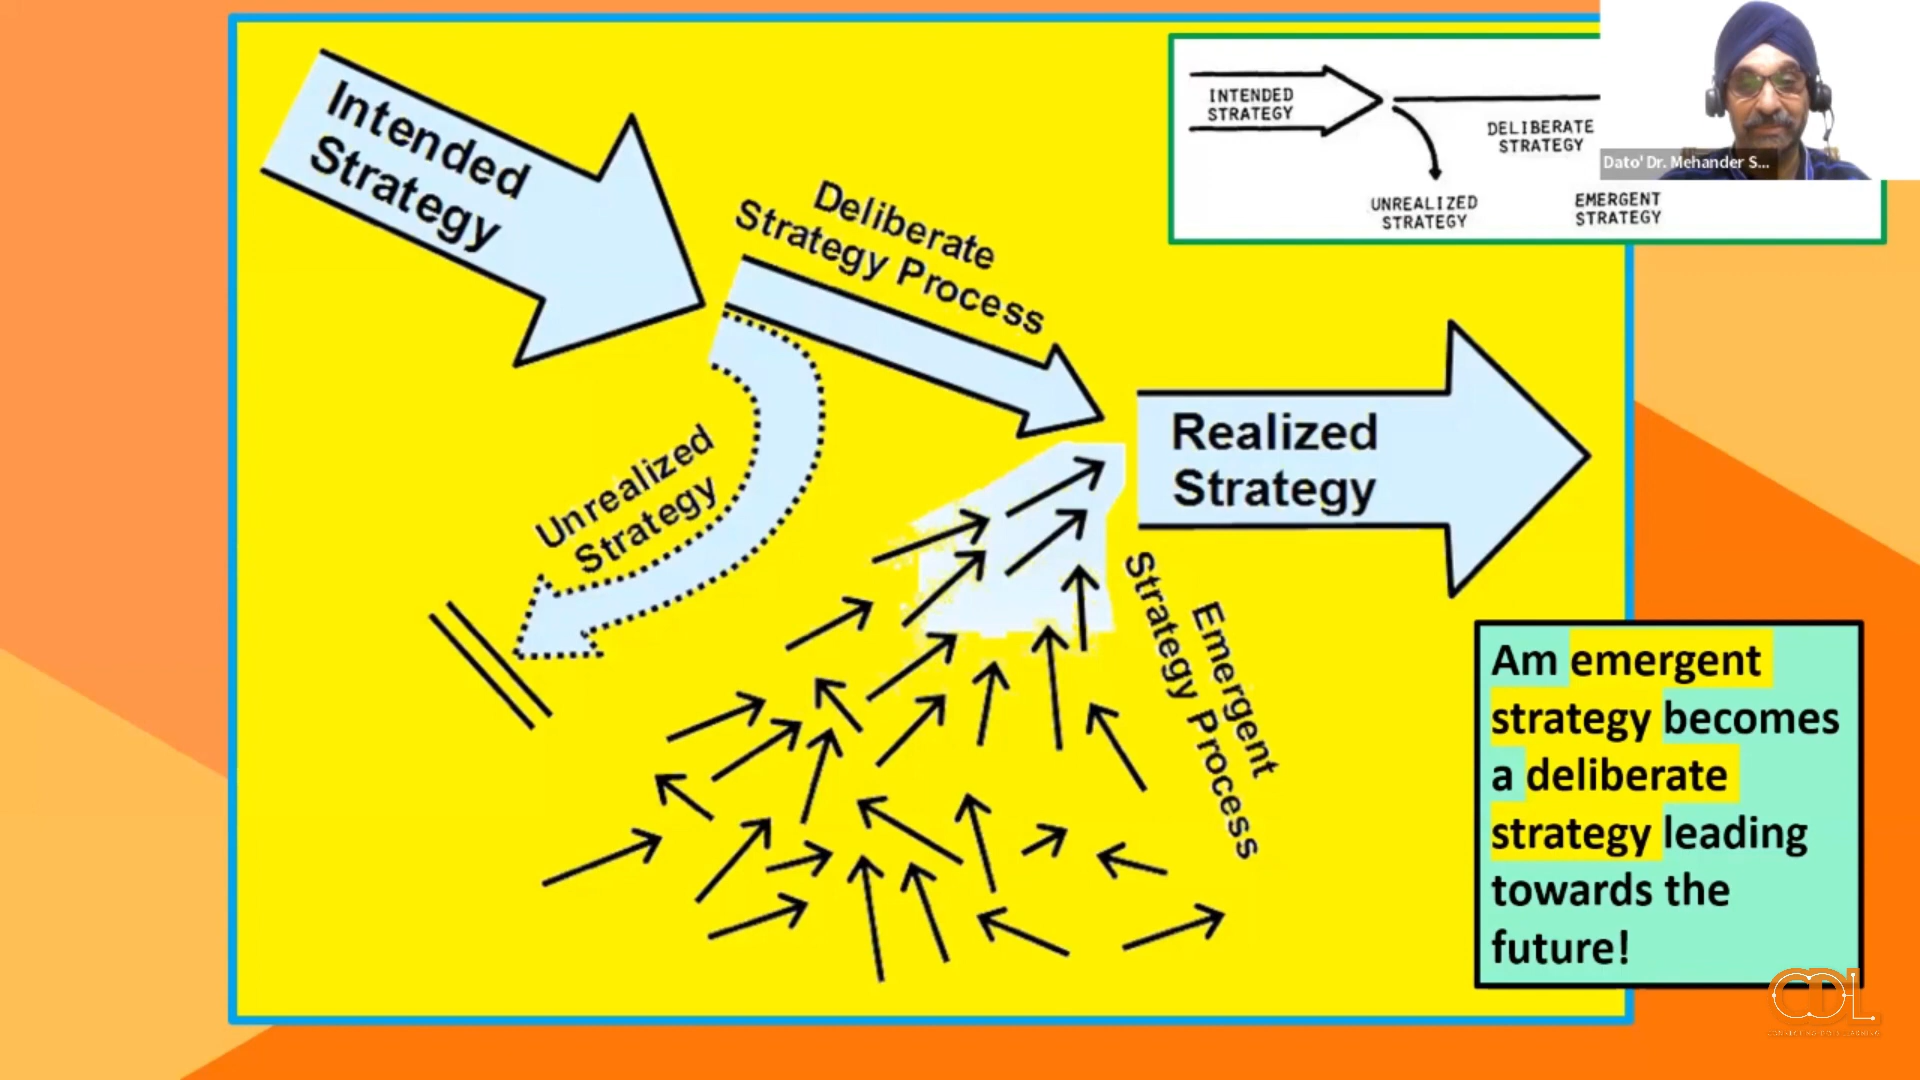 Intended
Strategy
Deliberate
Strategy Process
Unrealized
Strategy
Realized
Strategy
Emergent
Strategy Process
INTENDED
STRATEGY
DELIBERATE
STRATEGY
UNREALIZED
STRATEGY
EMERGENT
STRATEGY
Dato' Dr. Mehander S...
Am emergent
strategy becomes
a deliberate
strategy leading
towards the
future!
CDL